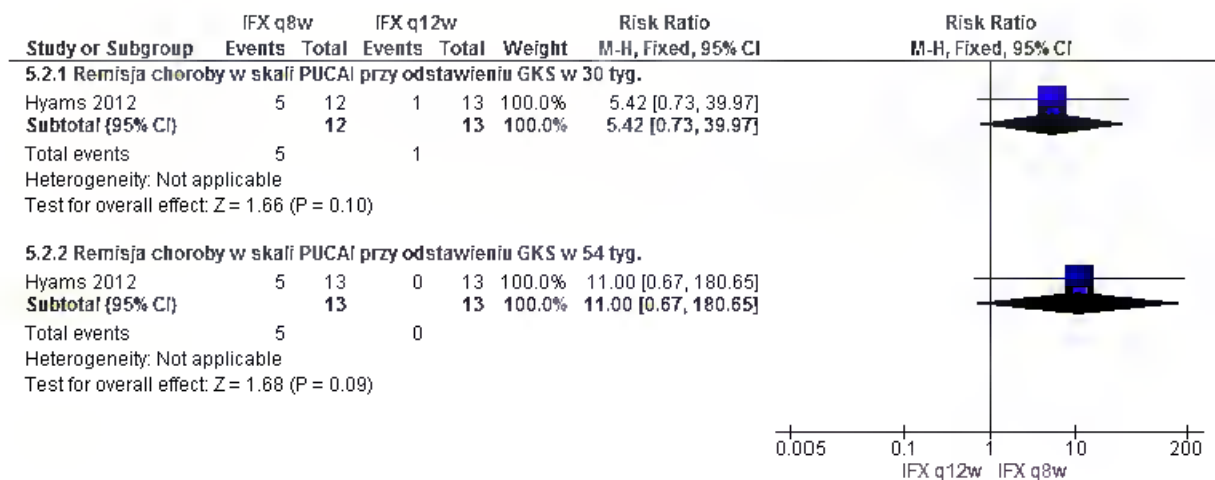 IFX q8w IFX q12w Risk Ratio Risk Ratio
Study or Subgroup Events Total Events Total Weight M-H, Fixed, 95% CI M-H, Fixed, 95% CI
5.2.1 Remisja choroby w skali PUCAI przy odstawieniu GKS w 30 tyg.
Hyams 2012 5 12 1 13 100.0% 5.42 [0.73, 39.97]
Subtotal (95% CI) 12 13 100.0% 5.42 [0.73, 39.97]
Total events 5 1
Heterogeneity: Not applicable
Test for overall effect: Z = 1.66 (P = 0.10)
5.2.2 Remisja choroby w skali PUCAI przy odstawieniu GKS w 54 tyg.
Hyams 2012 5 13 0 13 100.0% 11.00 [0.67, 180.65]
Subtotal (95% CI) 13 13 100.0% 11.00 [0.67, 180.65]
Total events 5 0
Heterogeneity: Not applicable
Test for overall effect: Z = 1.68 (P = 0.09)
0.005 0.1 1 10 200
IFX q12w IFX q8w